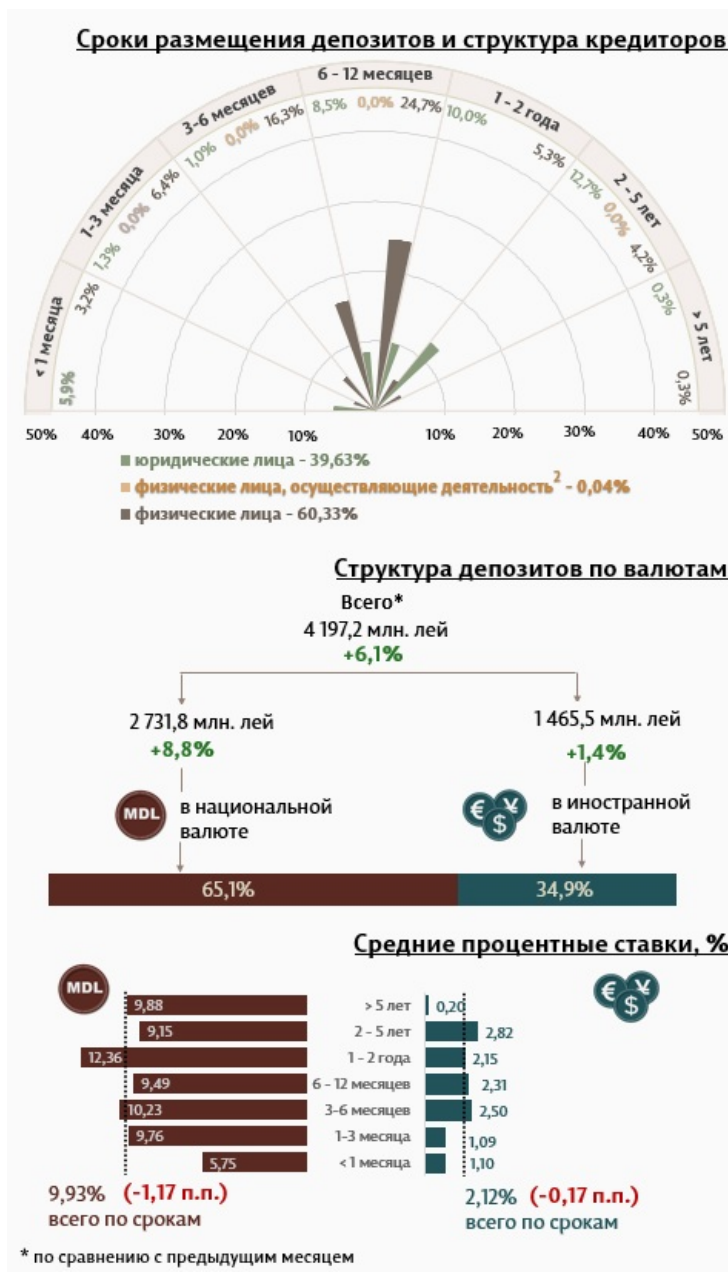 Сроки размещения депозитов и структура кредиторов
< 1 месяца
1-3 месяца
3-6 месяцев
6 - 12 месяцев
1 - 2 года
2 - 5 лет
> 5 лет
5,9%
3,2%
1,3%
0,0%
6,4%
1,0%
0,0%
16,3%
8,5%
0,0%
24,7%
10,0%
5,3%
12,7%
0,0%
4,2%
0,3%
0,3%
50% 40% 30% 20% 10% 10% 20% 30% 40% 50%
юридические лица - 39,63%
физические лица, осуществляющие деятельность2 - 0,04%
физические лица - 60,33%
Структура депозитов по валютам
Всего*
4 197,2 млн. лей
+6,1%
2 731,8 млн. лей
+8,8%
1 465,5 млн. лей
+1,4%
MDL
в национальной
валюте
€ ¥ $
в иностранной
валюте
65,1% 34,9%
Средние процентные ставки, %
MDL
€ ¥ $
9,88 > 5 лет 0,20
9,15 2 - 5 лет 2,82
12,36 1 - 2 года 2,15
9,49 6 - 12 месяцев 2,31
10,23 3-6 месяцев 2,50
9,76 1-3 месяца 1,09
5,75 < 1 месяца 1,10
9,93% (-1,17 п.п.)
всего по срокам
2,12% (-0,17 п.п.)
всего по срокам
* по сравнению с предыдущим месяцем